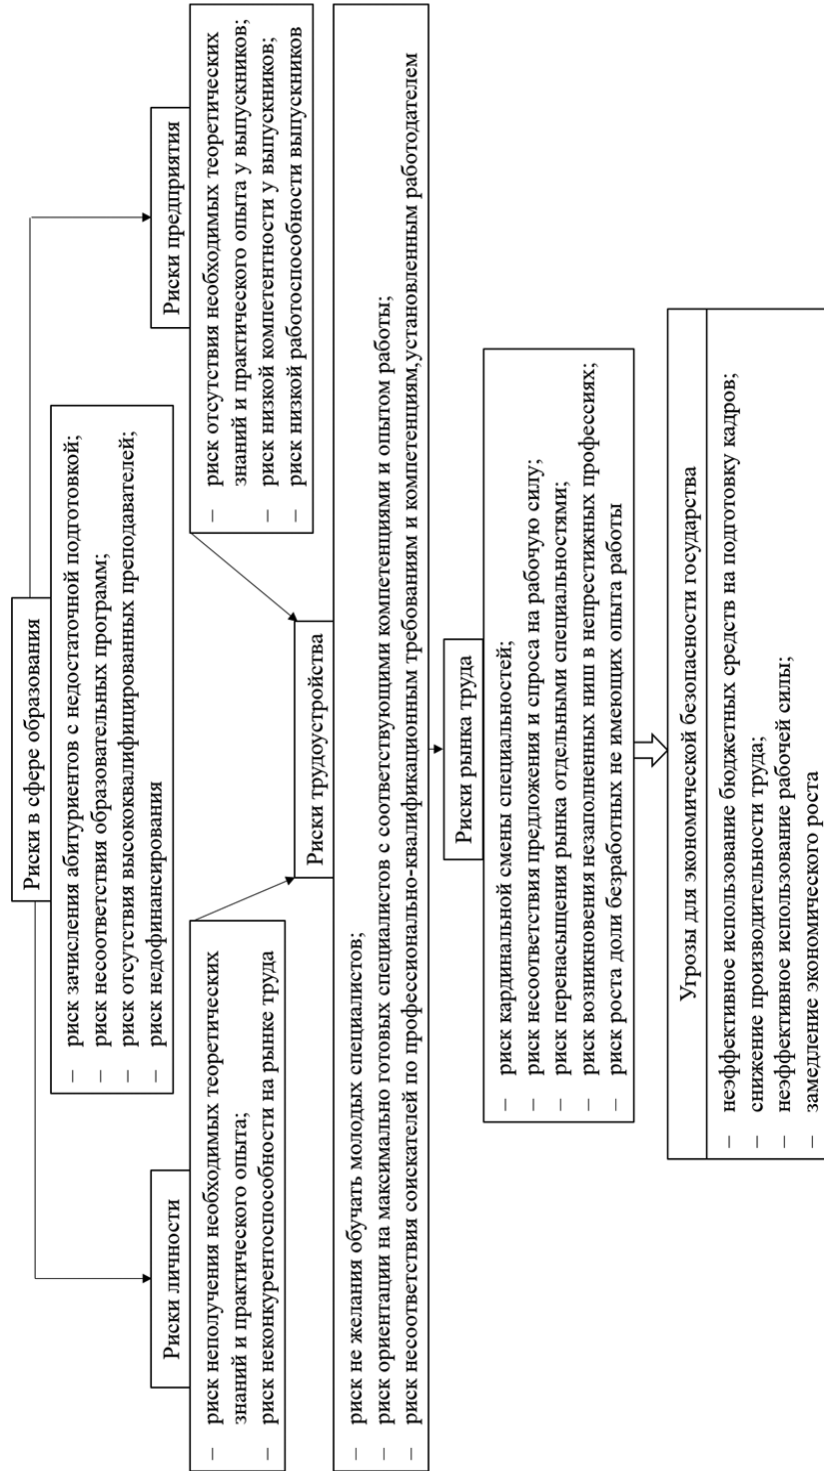 Риски в сфере образования
– риск зачисления абитуриентов с недостаточной подготовкой;
– риск несоответствия образовательных программ;
– риск отсутствия высококвалифицированных преподавателей;
– риск недофинансирования
Риски личности
– риск неполучения необходимых теоретических
знаний и практического опыта;
– риск неконкурентоспособности на рынке труда
Риски предприятия
– риск отсутствия необходимых теоретических
знаний и практического опыта у выпускников;
– риск низкой компетентности у выпускников;
– риск низкой работоспособности выпускников
Риски трудоустройства
– риск не желания обучать молодых специалистов;
– риск ориентации на максимально готовых специалистов с соответствующими компетенциями и опытом работы;
– риск несоответствия соискателей по профессионально-квалификационным требованиям и компетенциям,установленным работодателем
Риски рынка труда
– риск кардинальной смены специальностей;
– риск несоответствия предложения и спроса на рабочую силу;
– риск перенасыщения рынка отдельными специальностями;
– риск возникновения незаполненных ниш в непрестижных профессиях;
– риск роста доли безработных не имеющих опыта работы
Угрозы для экономической безопасности государства
– неэффективное использование бюджетных средств на подготовку кадров;
– снижение производительности труда;
– неэффективное использование рабочей силы;
– замедление экономического роста